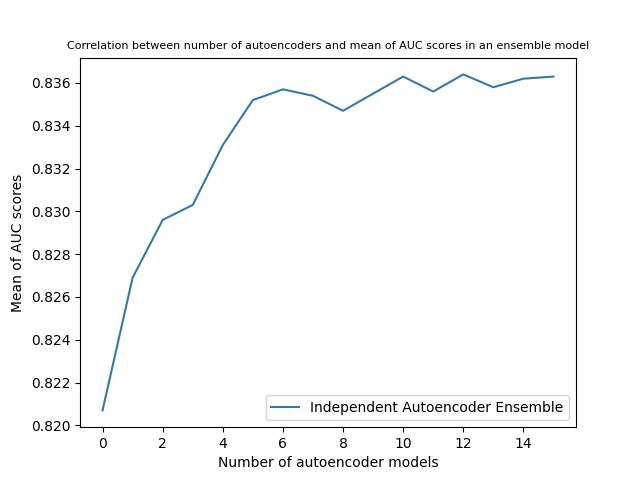 Correlation between number of autoencoders and mean of AUC scores in an ensemble model
Mean of AUC scores
0.836
0.834
0.832
0.830
0.828
0.826
0.824
0.822
0.820
Independent Autoencoder Ensemble
0 2 4 6 8 10 12 14
Number of autoencoder models